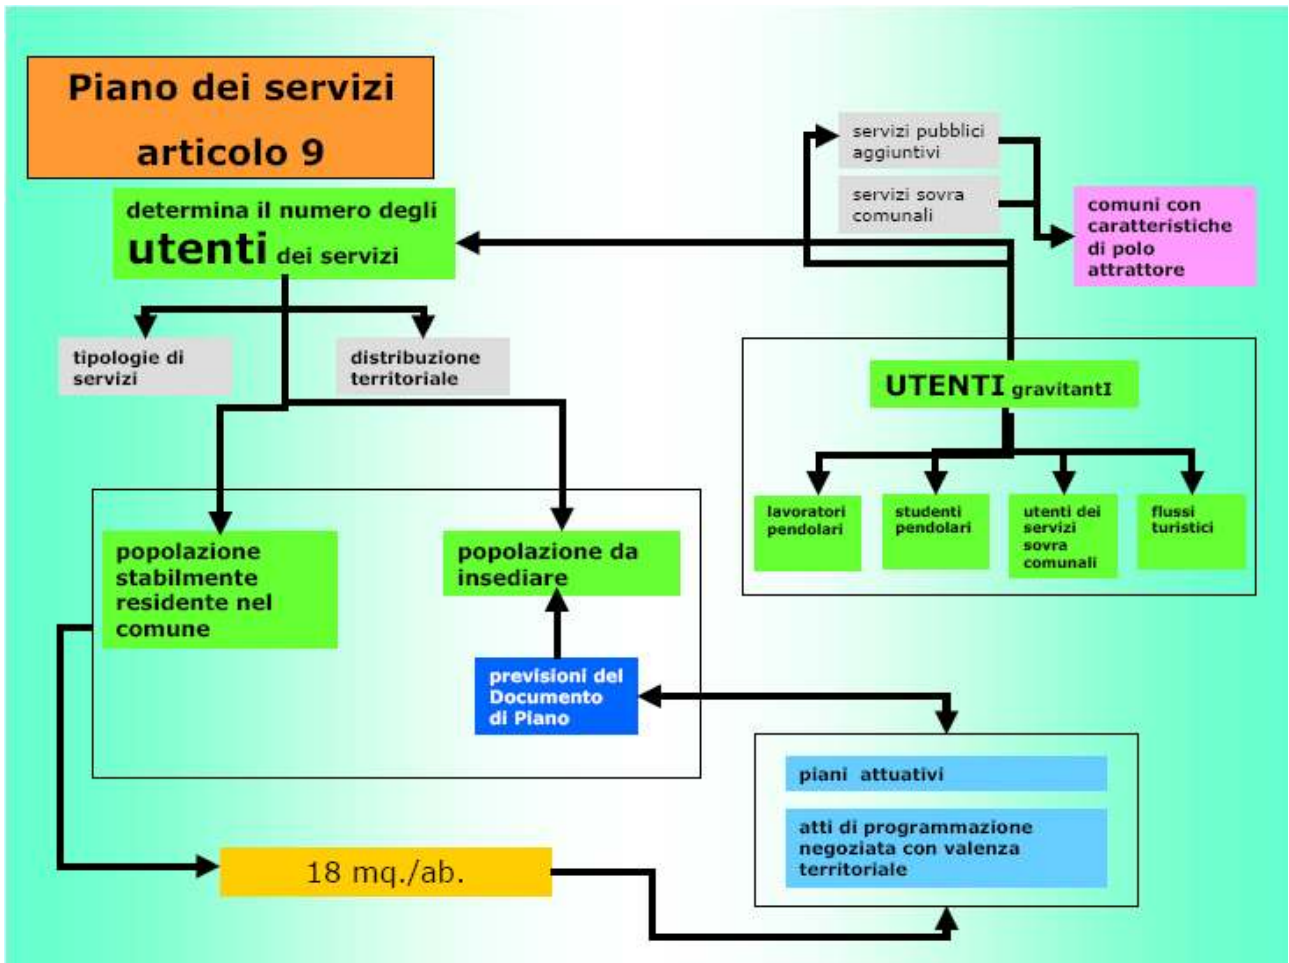 Piano dei servizi
articolo 9
determina il numero degli
utenti dei servizi
tipologie di
servizi
distribuzione
territoriale
servizi pubblici
aggiuntivi
servizi sovra
comunali
comuni con
caratteristiche
di polo
attrattore
UTENTI gravitantI
lavoratori
pendolari
studenti
pendolari
utenti dei
servizi
sovra
comunali
flussi
turistici
popolazione
stabilmente
residente nel
comune
popolazione da
insediare
previsioni del
Documento
di Piano
piani attuativi
atti di programmazione
negoziata con valenza
territoriale
18 mq./ab.